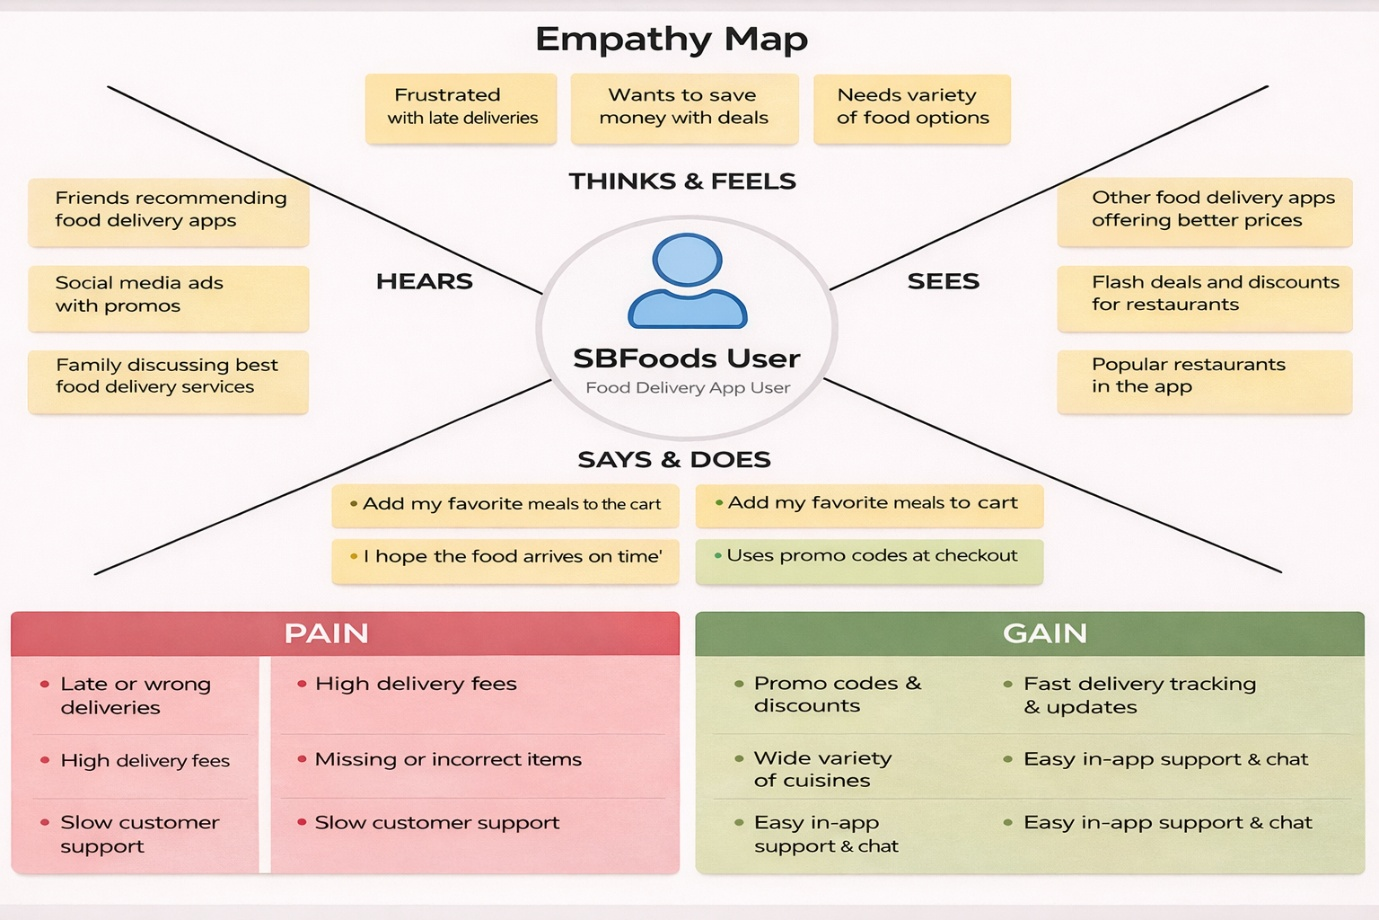 Empathy Map
Frustrated
with late deliveries
Wants to save
money with deals
Needs variety
of food options
THINKS & FEELS
Friends recommending
food delivery apps
Social media ads
with promos
Family discussing best
food delivery services
HEARS
SBFoods User
Food Delivery App User
SEES
Other food delivery apps
offering better prices
Flash deals and discounts
for restaurants
Popular restaurants
in the app
SAYS & DOES
• Add my favorite meals to the cart
• Add my favorite meals to cart
• I hope the food arrives on time'
• Uses promo codes at checkout
PAIN
• Late or wrong
deliveries
• High delivery fees
• Slow customer
support
• High delivery fees
• Missing or incorrect items
• Slow customer support
GAIN
• Promo codes &
discounts
• Wide variety
of cuisines
• Easy in-app
support & chat
• Fast delivery tracking
& updates
• Easy in-app support & chat
• Easy in-app support & chat